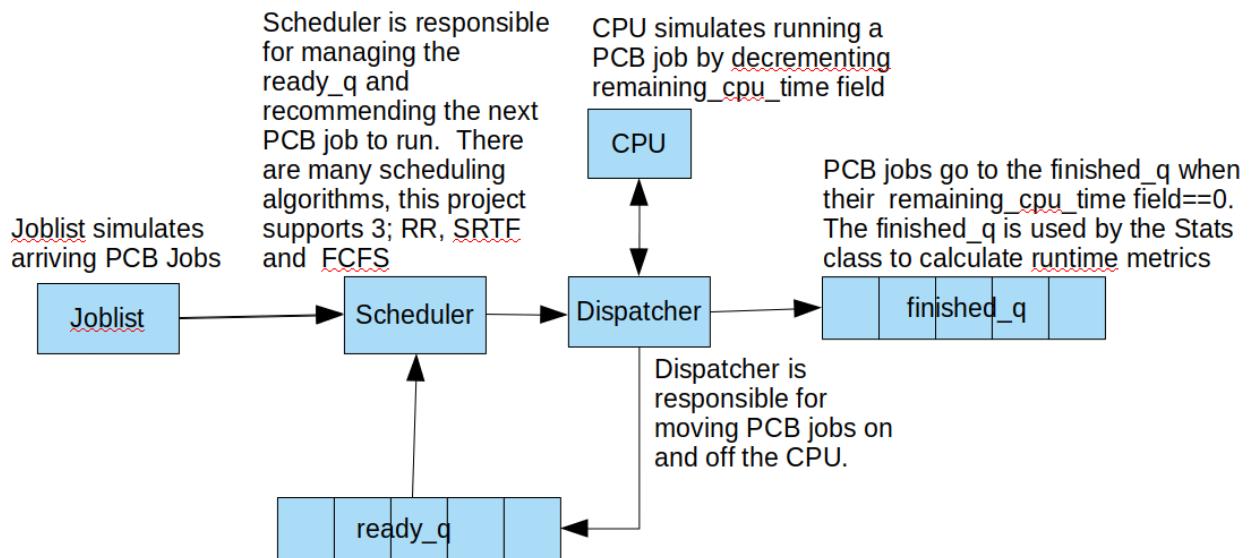 Scheduler is responsible
for managing the
ready_q and
recommending the next
PCB job to run.  There
are many scheduling
algorithms, this project
supports 3; RR, SRTF
and  FCFS
CPU simulates running a
PCB job by decrementing
remaining_cpu_time field
CPU
PCB jobs go to the finished_q when
their  remaining_cpu_time field==0.
The finished_q is used by the Stats
class to calculate runtime metrics
Joblist simulates
arriving PCB Jobs
Joblist
Scheduler
Dispatcher
finished_q
Dispatcher is
responsible for
moving PCB jobs on
and off the CPU.
ready_q